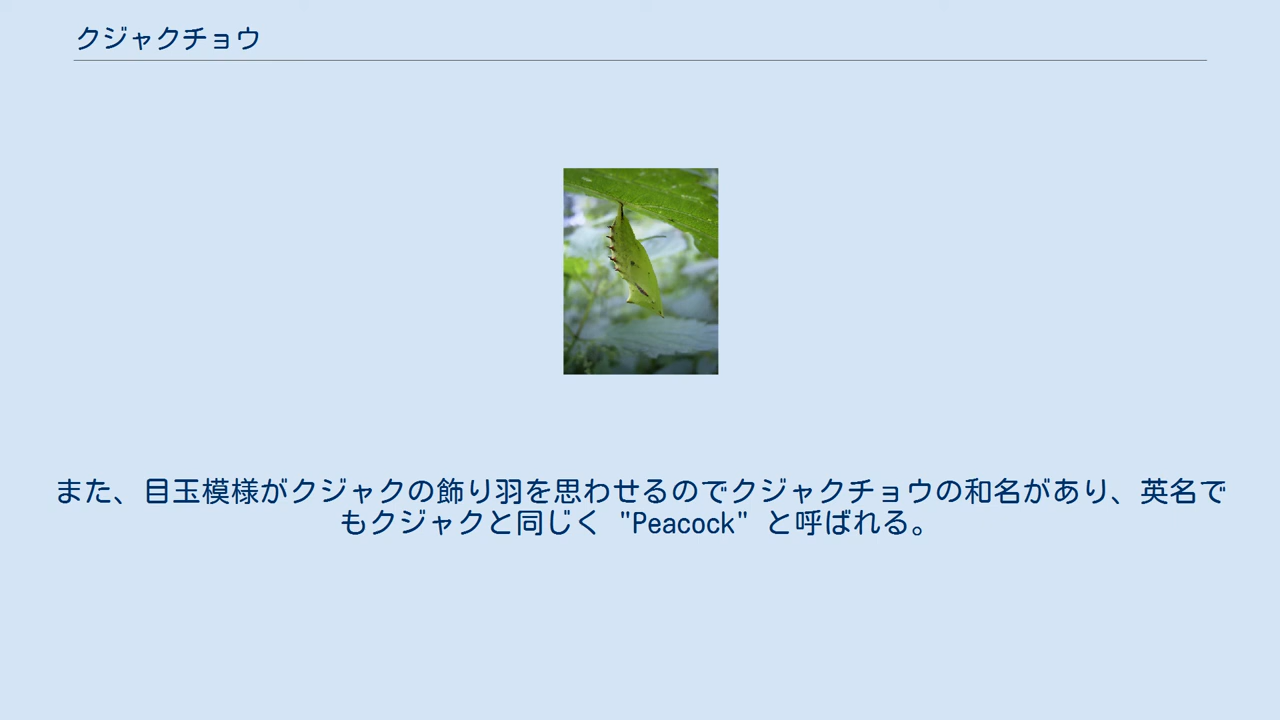 クジャクチョウ
また、目玉模様がクジャクの飾り羽を思わせるのでクジャクチョウの和名があり、英名で
もクジャクと同じく "Peacock" と呼ばれる。